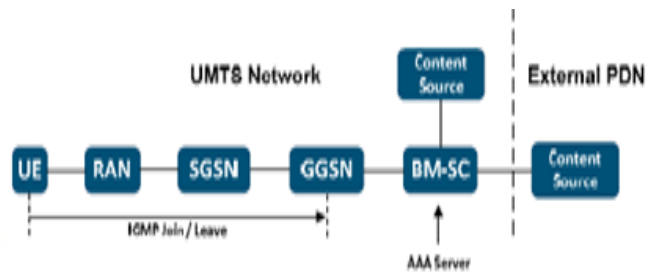 Content
Source
UMTS Network
External PDN
UE
RAN
SGSN
GGSN
BM-SC
Content
Source
IGMP Join / Leave
AAA Server